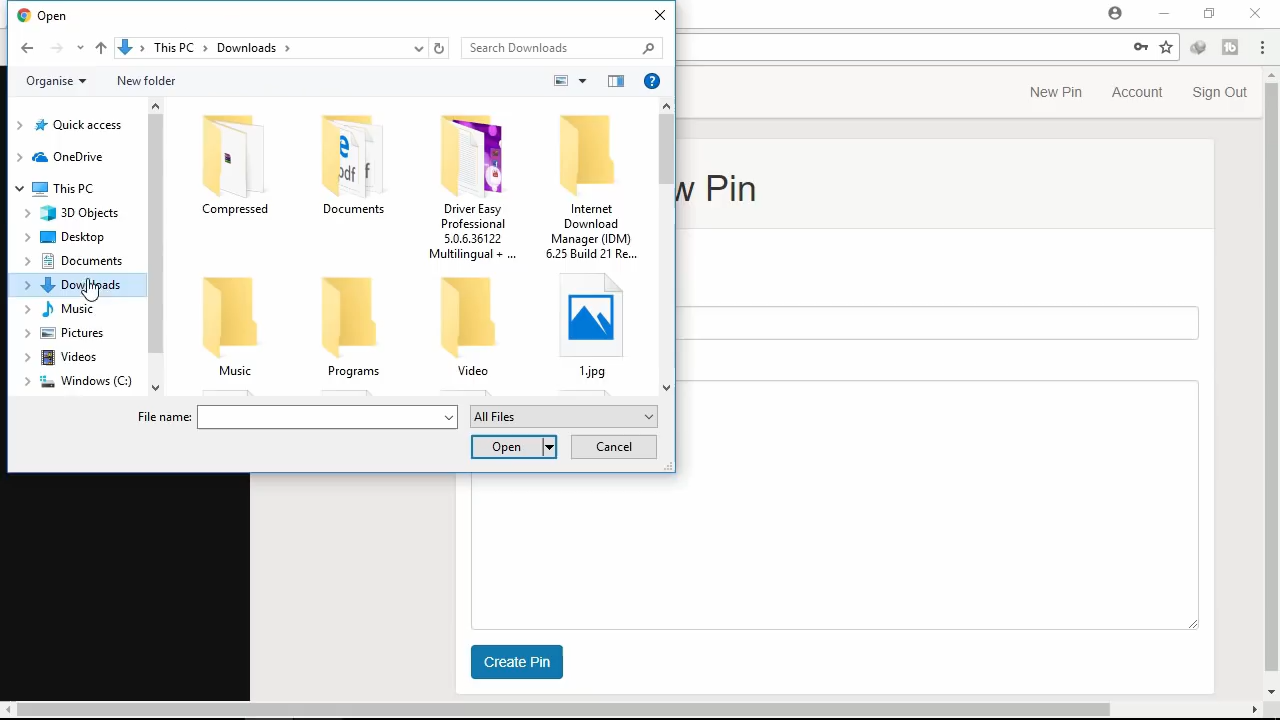 Open
This PC
Downloads
Search Downloads
Organise
New folder
Quick access
OneDrive
This PC
3D Objects
Desktop
Documents
Downloads
Music
Pictures
Videos
Windows (C:)
Compressed
Documents
Driver Easy
Professional
5.0.6.36122
Multilingual + ...
Internet
Download
Manager (IDM)
6.25 Build 21 Re...
Music
Programs
Video
1.jpg
File name:
All Files
Open
Cancel
New Pin
Account
Sign Out
w Pin
Create Pin